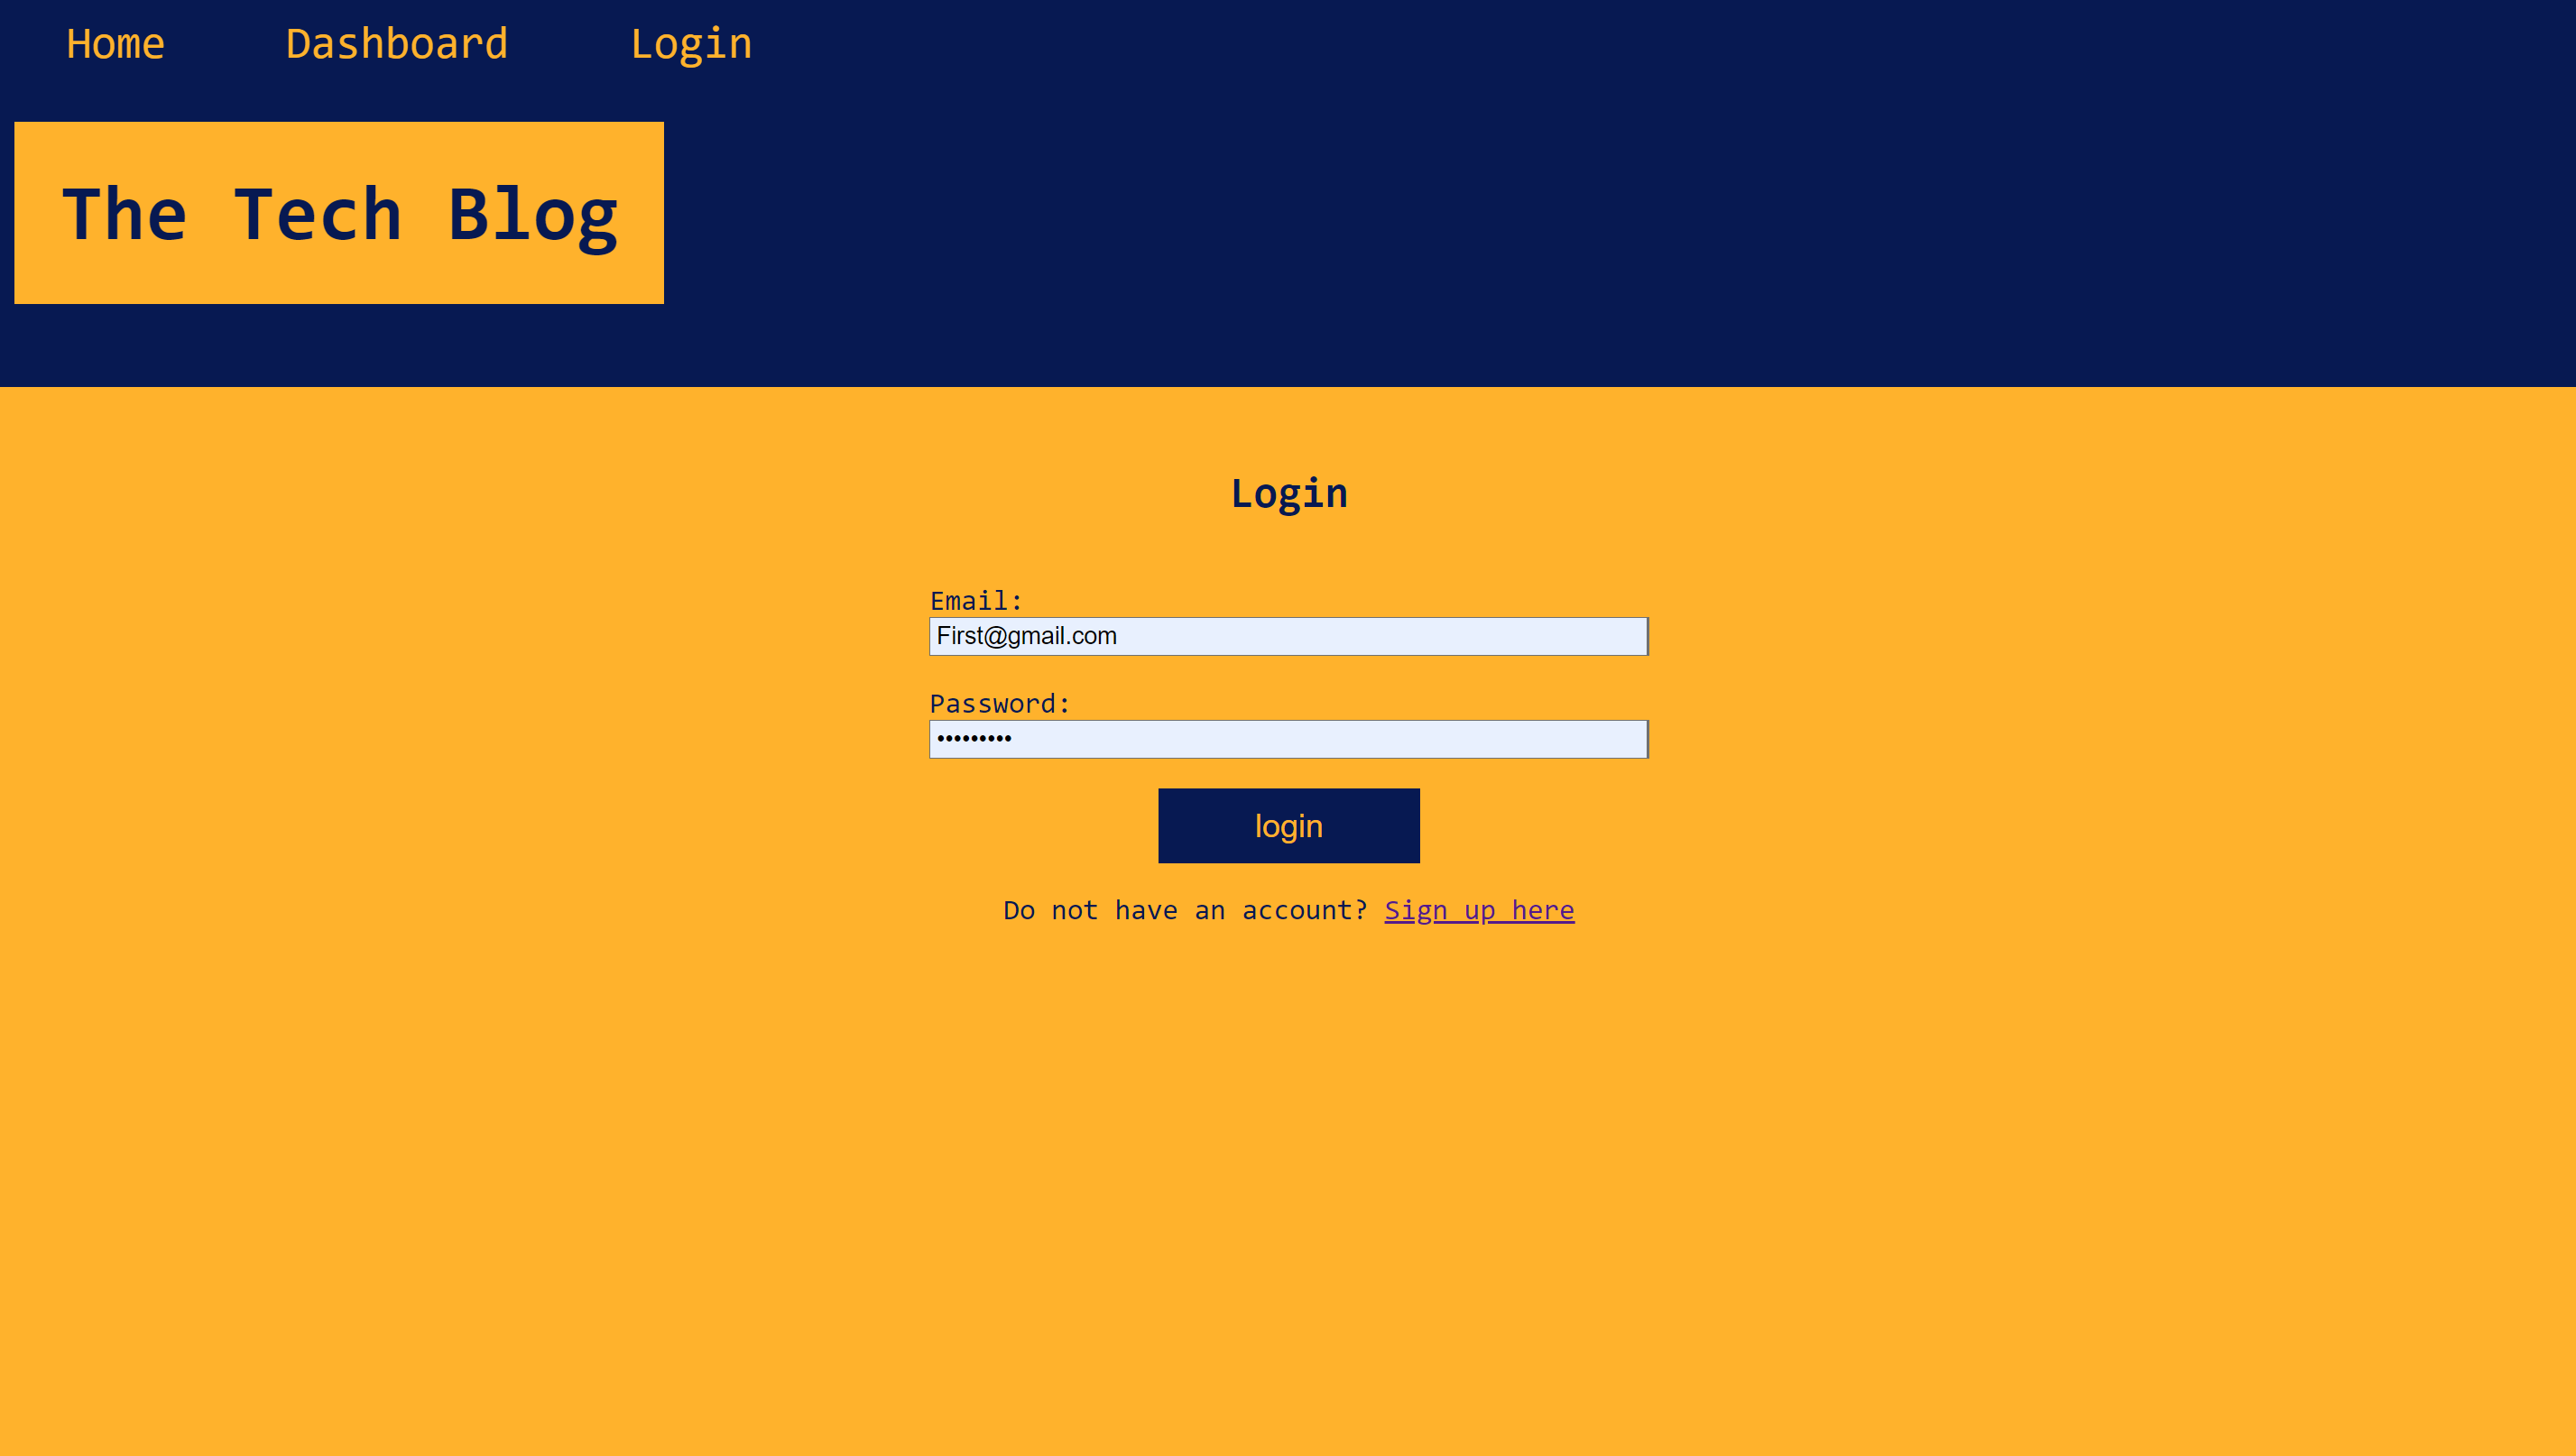 Home Dashboard Login
The Tech Blog
Login
Email:
First@gmail.com
Password:
•••••••••
login
Do not have an account? Sign up here